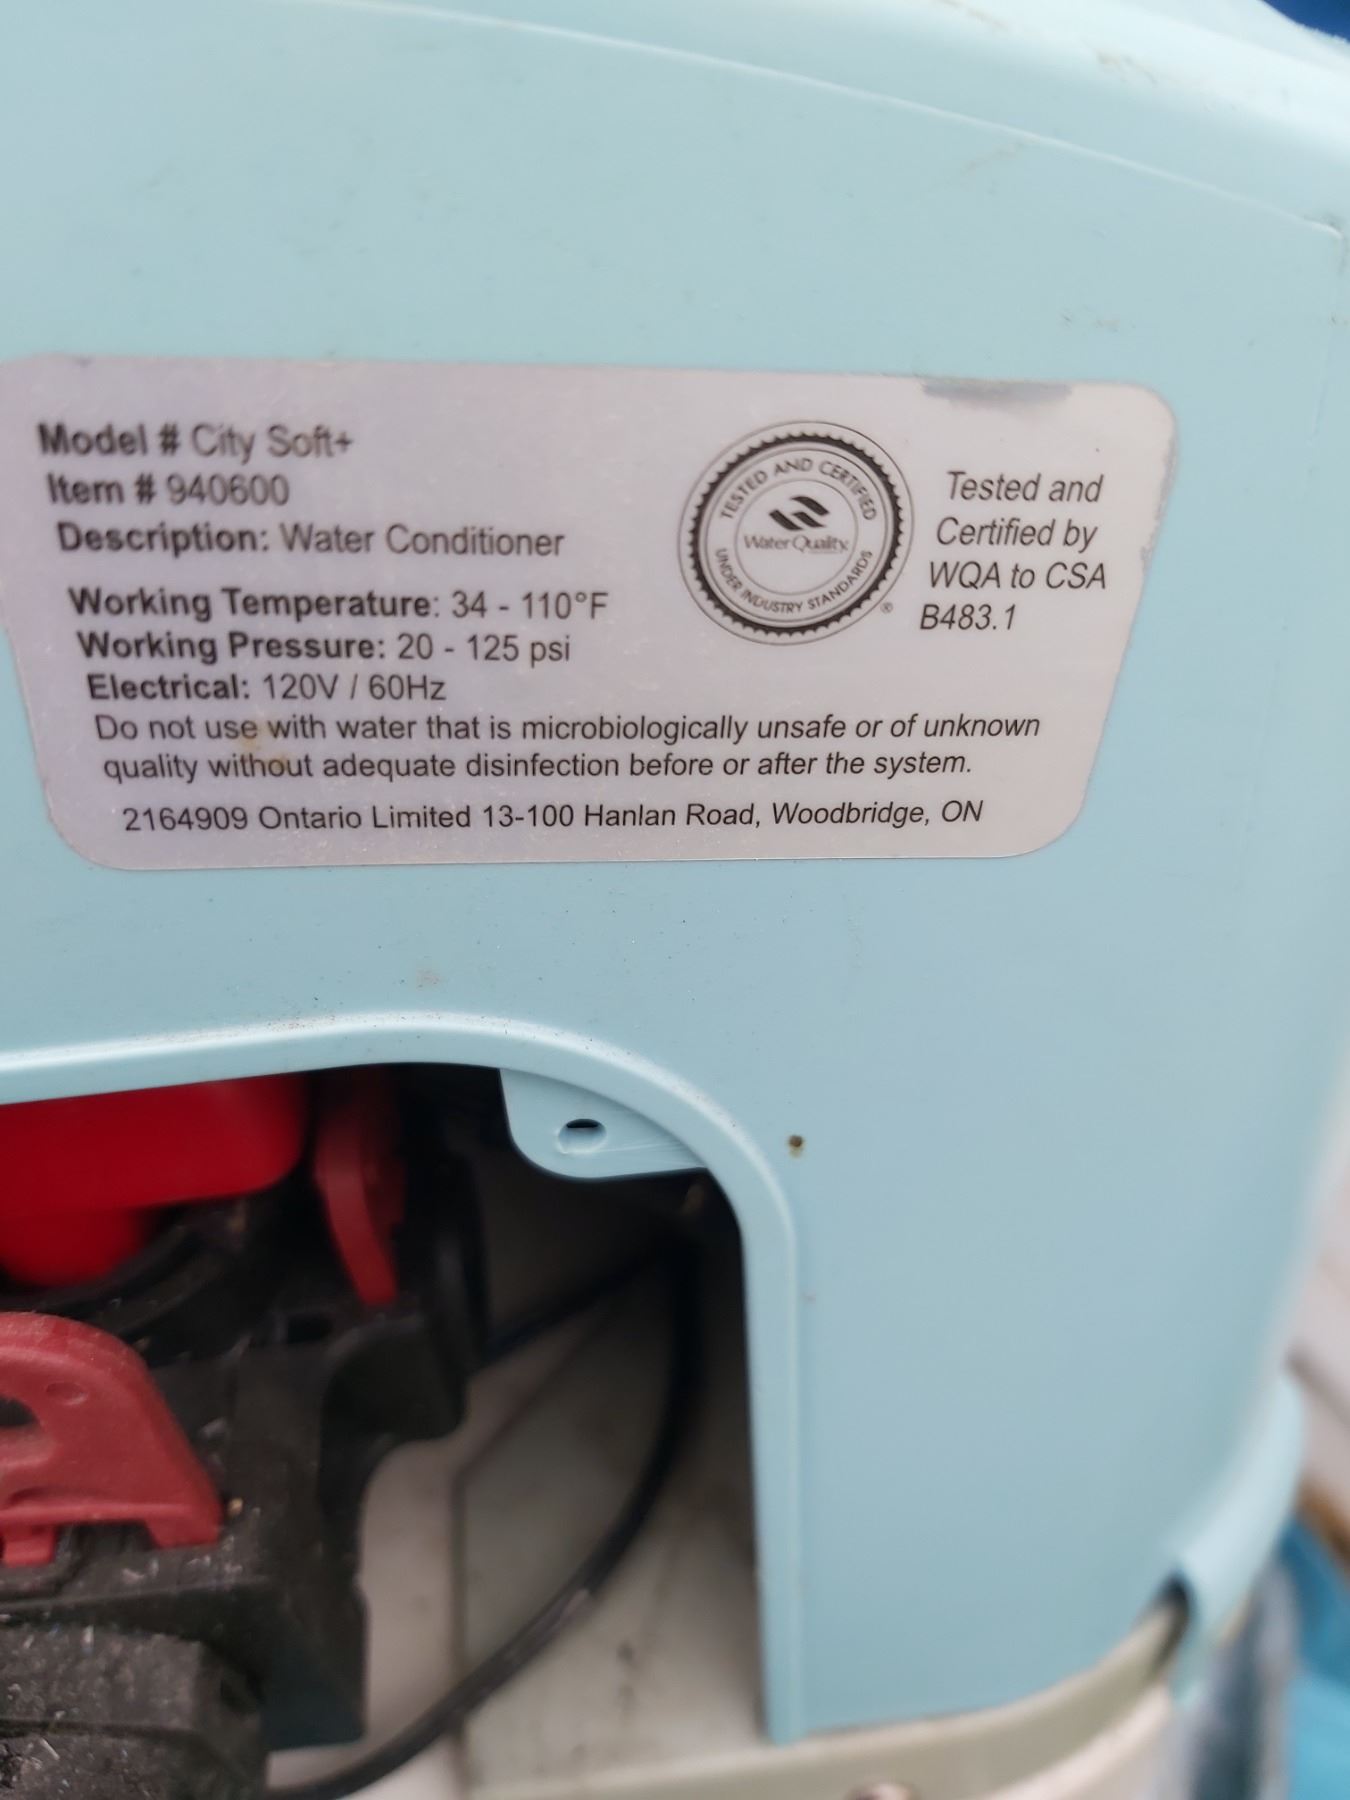 Model # City Soft+
Item # 940600
Description: Water Conditioner
Working Temperature: 34 - 110°F
Working Pressure: 20 - 125 psi
Electrical: 120V / 60Hz
Do not use with water that is microbiologically unsafe or of unknown
quality without adequate disinfection before or after the system.
2164909 Ontario Limited 13-100 Hanlan Road, Woodbridge, ON
TESTED AND CERTIFIED
Water Quality
UNDER INDUSTRY STANDARDS
®
Tested and
Certified by
WQA to CSA
B483.1